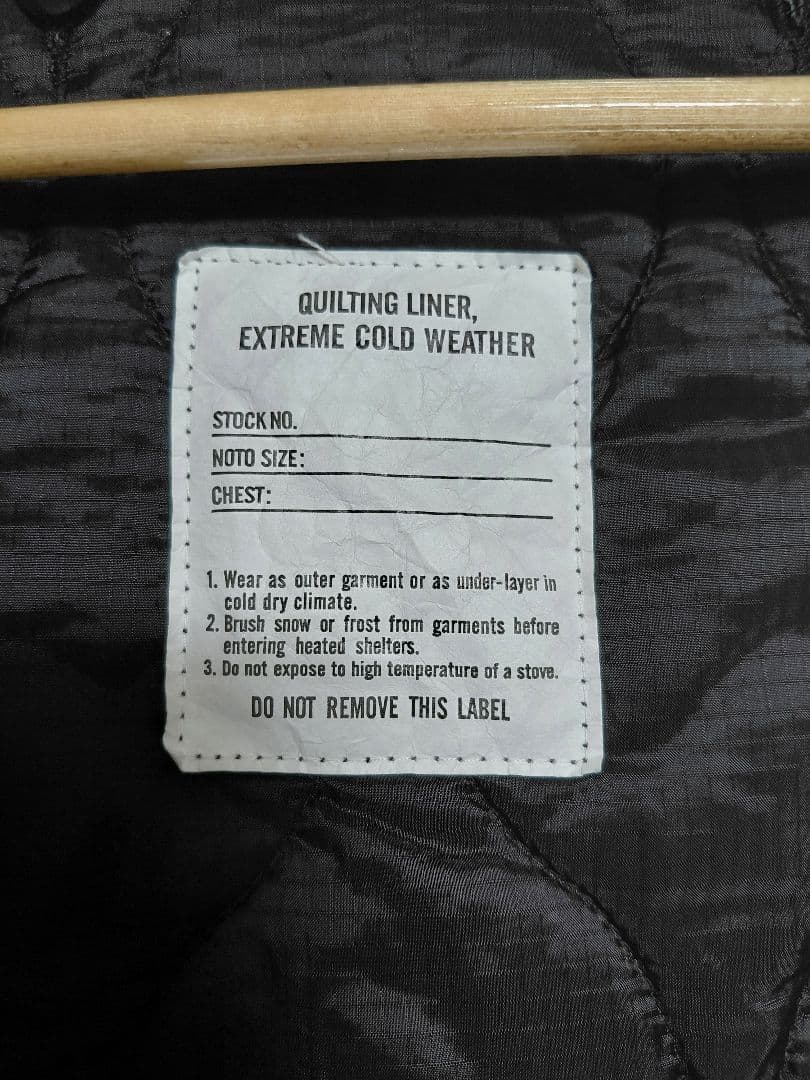 QUILTING LINER,
EXTREME COLD WEATHER
STOCK NO.
NOTO SIZE:
CHEST:
1. Wear as outer garment or as under-layer in
cold dry climate.
2. Brush snow or frost from garments before
entering heated shelters.
3. Do not expose to high temperature of a stove.
DO NOT REMOVE THIS LABEL